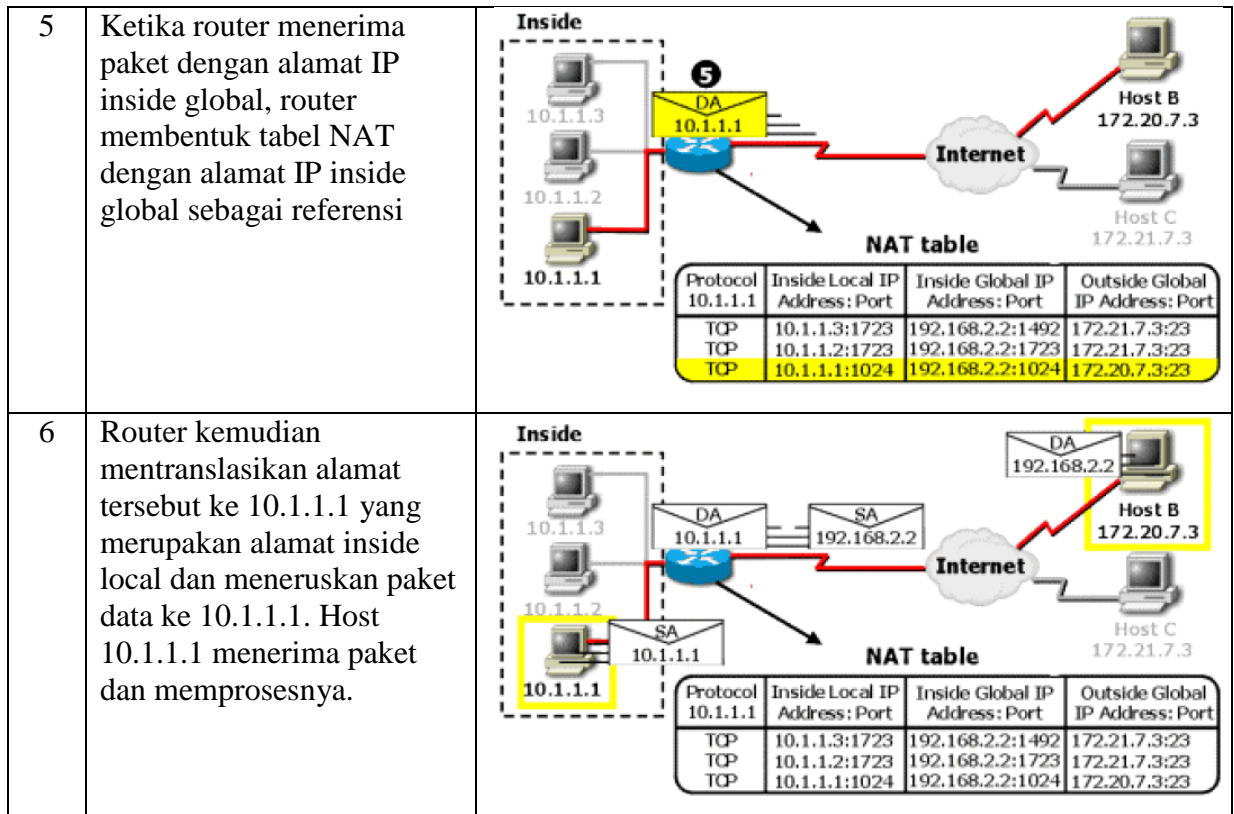 5
Ketika router menerima
paket dengan alamat IP
inside global, router
membentuk tabel NAT
dengan alamat IP inside
global sebagai referensi
Inside
10.1.1.3
10.1.1.2
10.1.1.1
5
DA
10.1.1.1
Internet
Host B
172.20.7.3
Host C
172.21.7.3
NAT table
Protocol Inside Local IP Inside Global IP Outside Global
10.1.1.1 Address: Port Address: Port IP Address: Port
TCP 10.1.1.3:1723 192.168.2.2:1492 172.21.7.3:23
TCP 10.1.1.2:1723 192.168.2.2:1723 172.21.7.3:23
TCP 10.1.1.1:1024 192.168.2.2:1024 172.20.7.3:23
6
Router kemudian
mentranslasikan alamat
tersebut ke 10.1.1.1 yang
merupakan alamat inside
local dan meneruskan paket
data ke 10.1.1.1. Host
10.1.1.1 menerima paket
dan memprosesnya.
Inside
10.1.1.3
10.1.1.2
10.1.1.1
SA
10.1.1.1
DA
10.1.1.1
SA
192.168.2.2
DA
192.168.2.2
Internet
Host B
172.20.7.3
Host C
172.21.7.3
NAT table
Protocol Inside Local IP Inside Global IP Outside Global
10.1.1.1 Address: Port Address: Port IP Address: Port
TCP 10.1.1.3:1723 192.168.2.2:1492 172.21.7.3:23
TCP 10.1.1.2:1723 192.168.2.2:1723 172.21.7.3:23
TCP 10.1.1.1:1024 192.168.2.2:1024 172.20.7.3:23